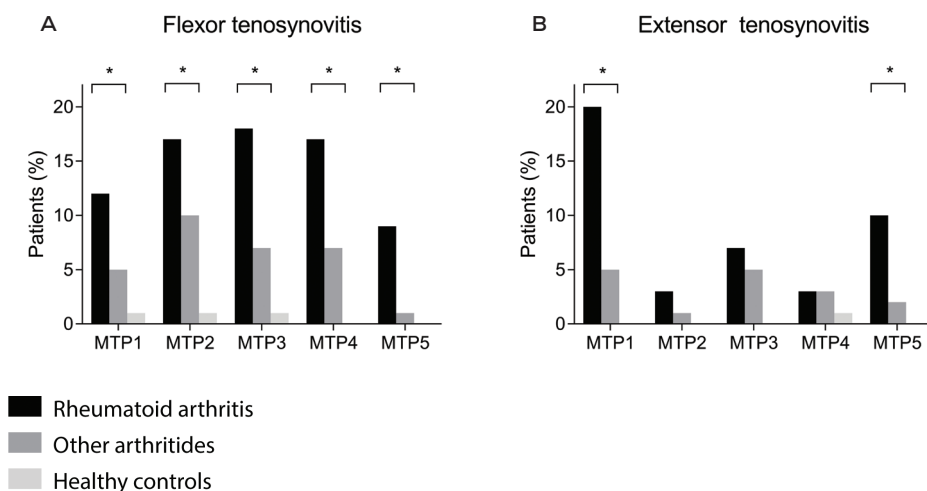 A Flexor tenosynovitis
* * * * *
Patients (%)
20
15
10
5
0
MTP1 MTP2 MTP3 MTP4 MTP5
B Extensor tenosynovitis
* *
Patients (%)
20
15
10
5
0
MTP1 MTP2 MTP3 MTP4 MTP5
Rheumatoid arthritis
Other arthritides
Healthy controls